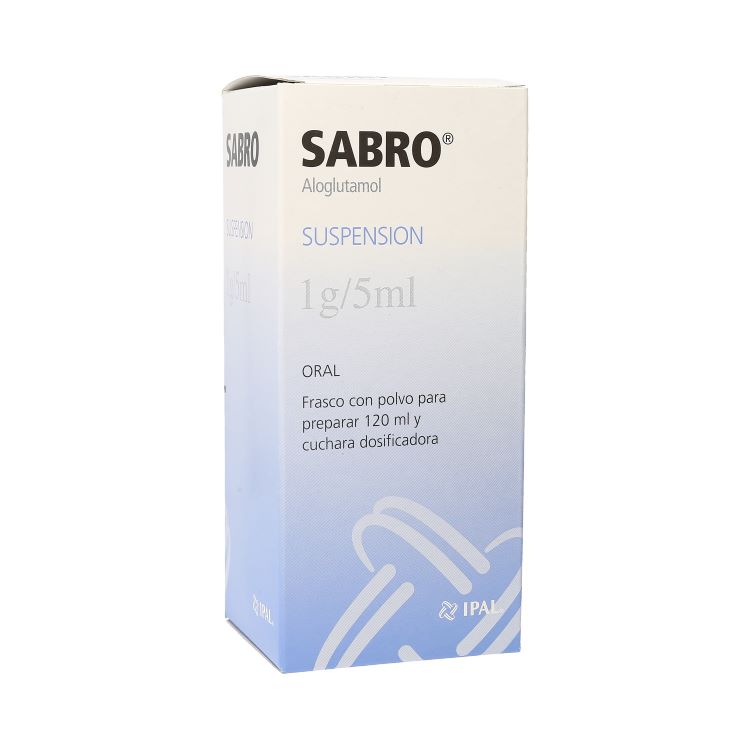 SABRO®
Aloglutamol
SUSPENSION
1g/5ml
ORAL
Frasco con polvo para
preparar 120 ml y
cuchara dosificadora
IPAL
SABRO
SUSPENSION
1g/5ml
IPAL